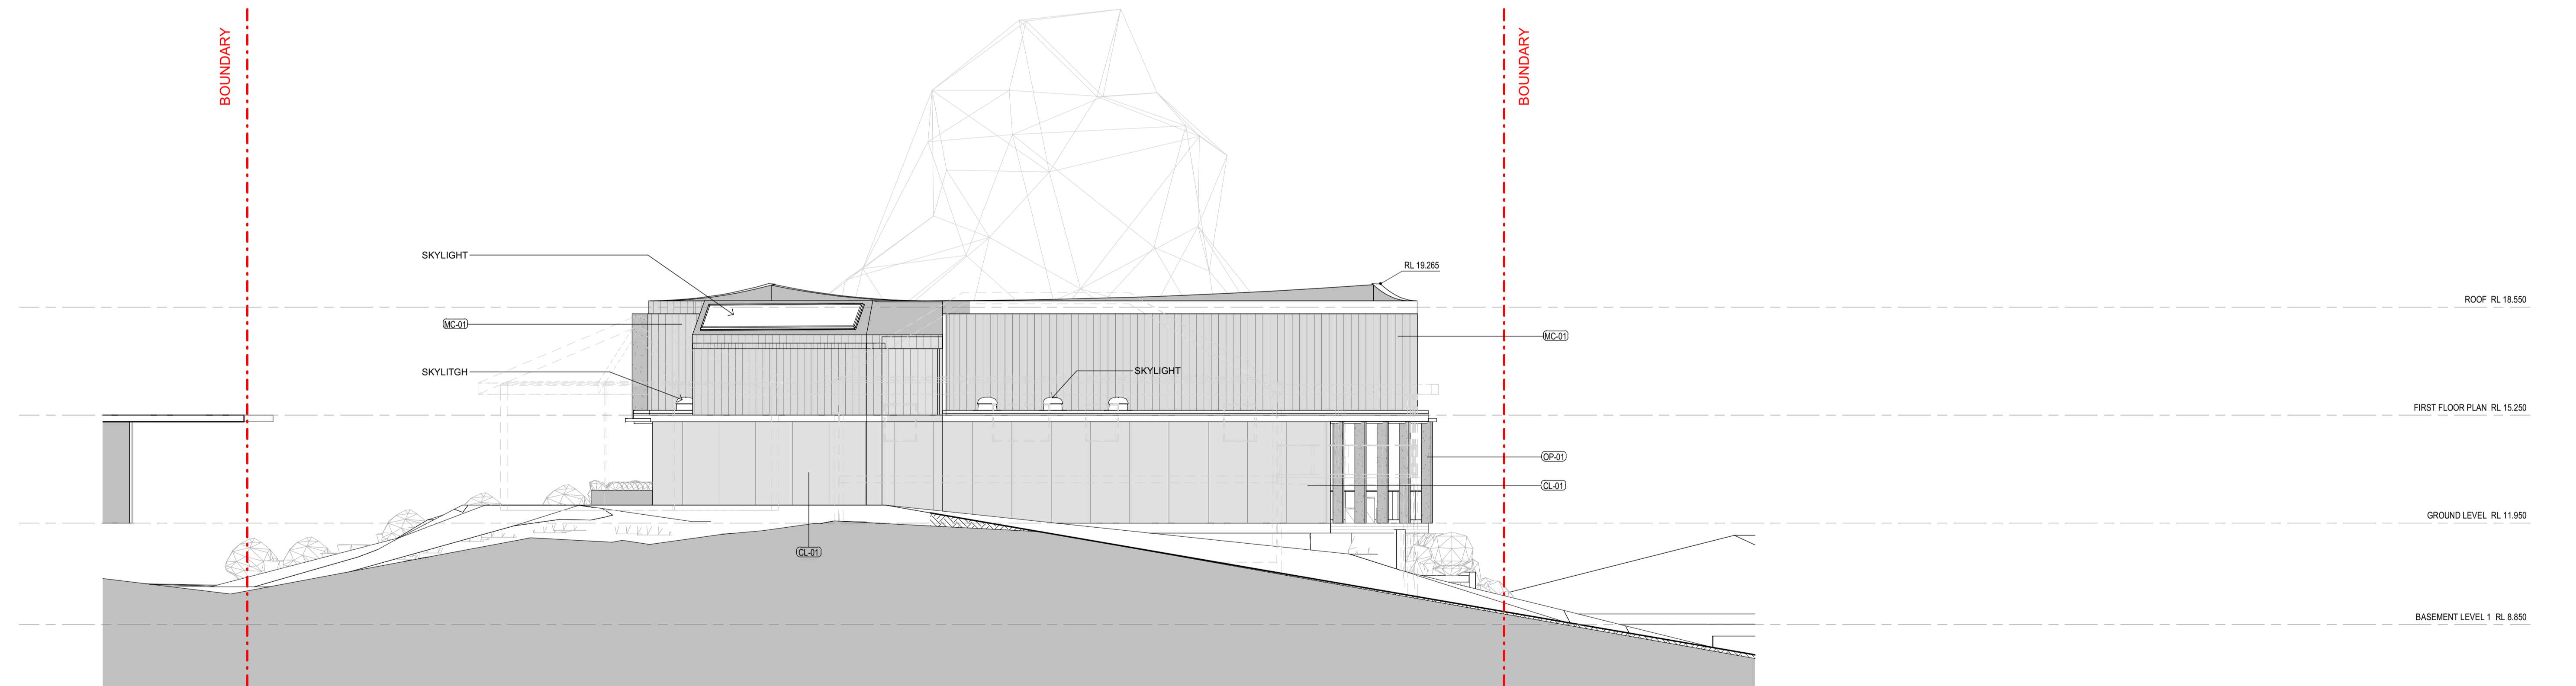 BOUNDARY
BOUNDARY
SKYLIGHT
RL 19.265
ROOF RL 18.550
MC-01
MC-01
SKYLITGH
SKYLIGHT
FIRST FLOOR PLAN RL 15.250
OP-01
CL-01
GROUND LEVEL RL 11.950
CL-01
BASEMENT LEVEL 1 RL 8.850